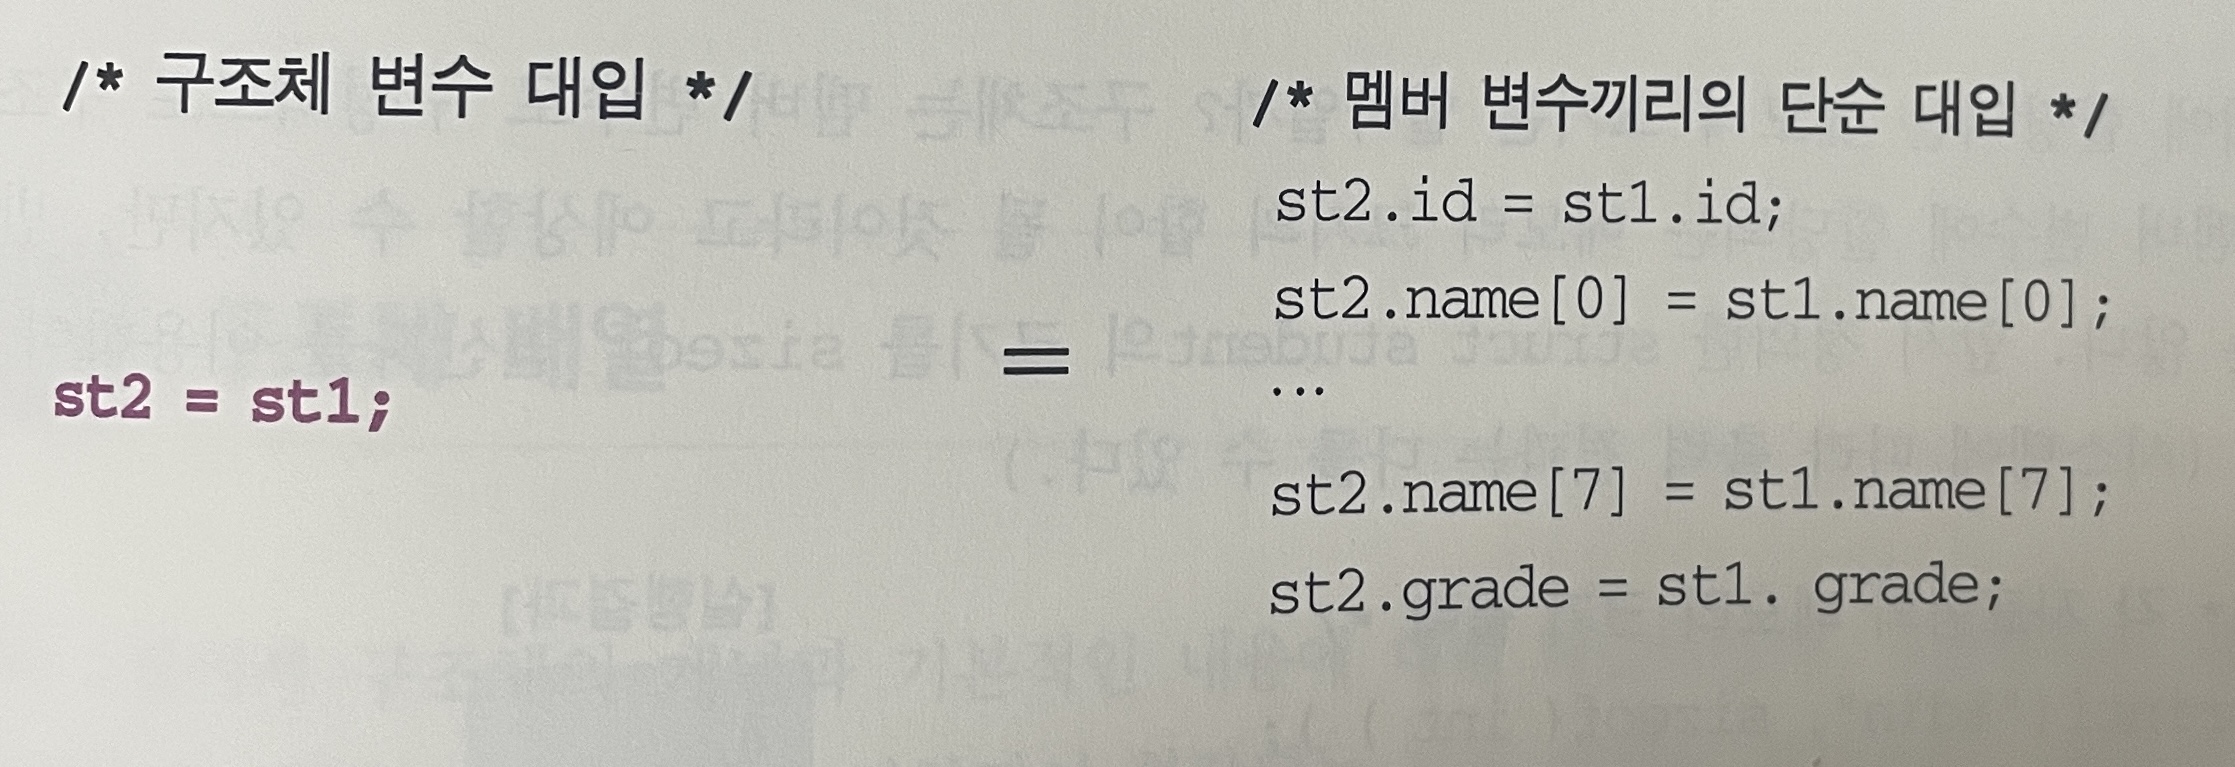 /* 구조체 변수 대입 */
st2 = st1;
=
/* 멤버 변수끼리의 단순 대입 */
st2.id = st1.id;
st2.name[0] = st1.name[0];
...
st2.name[7] = st1.name[7];
st2.grade = st1. grade;